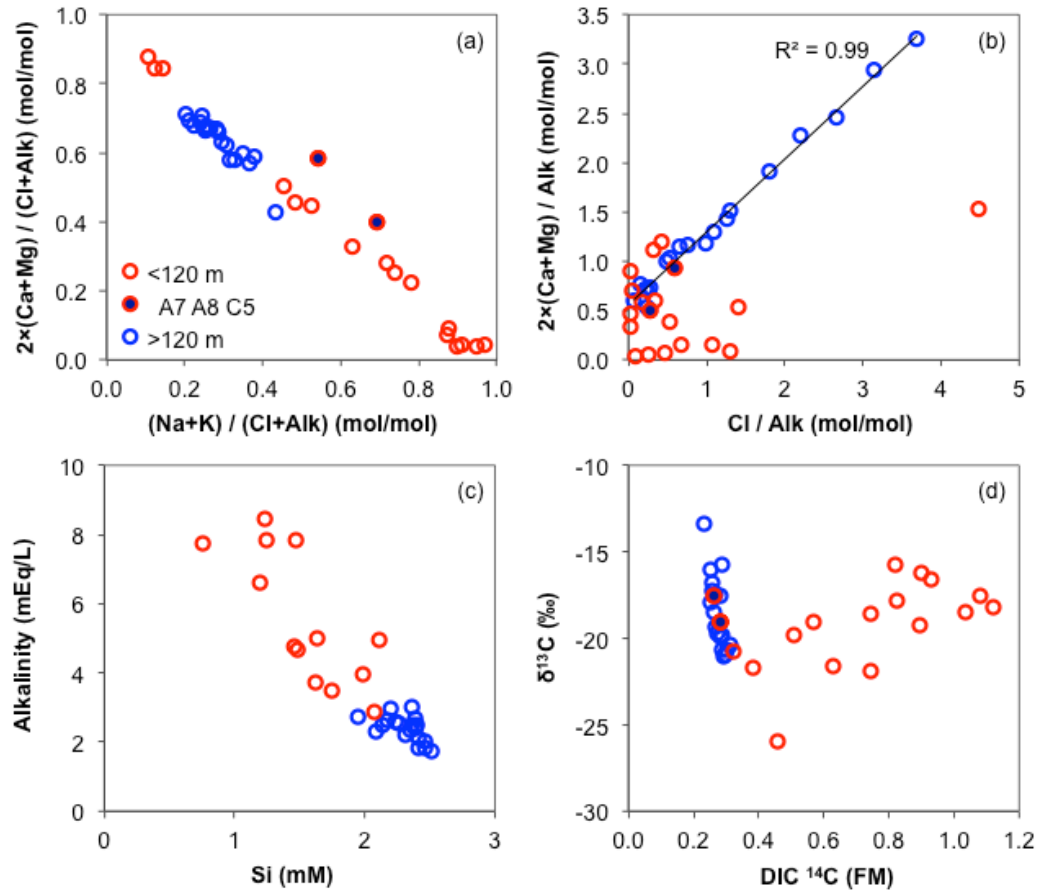 (a)
2×(Ca+Mg) / (Cl+Alk) (mol/mol)
1.0
0.8
0.6
0.4
0.2
0.0
<120 m
A7 A8 C5
>120 m
0.0 0.2 0.4 0.6 0.8 1.0
(Na+K) / (Cl+Alk) (mol/mol)
(b)
R² = 0.99
2×(Ca+Mg) / Alk (mol/mol)
3.5
3.0
2.5
2.0
1.5
1.0
0.5
0.0
0 1 2 3 4 5
Cl / Alk (mol/mol)
(c)
Alkalinity (mEq/L)
10
8
6
4
2
0
0 1 2 3
Si (mM)
(d)
δ¹³C (‰)
-10
-15
-20
-25
-30
0.0 0.2 0.4 0.6 0.8 1.0 1.2
DIC ¹⁴C (FM)